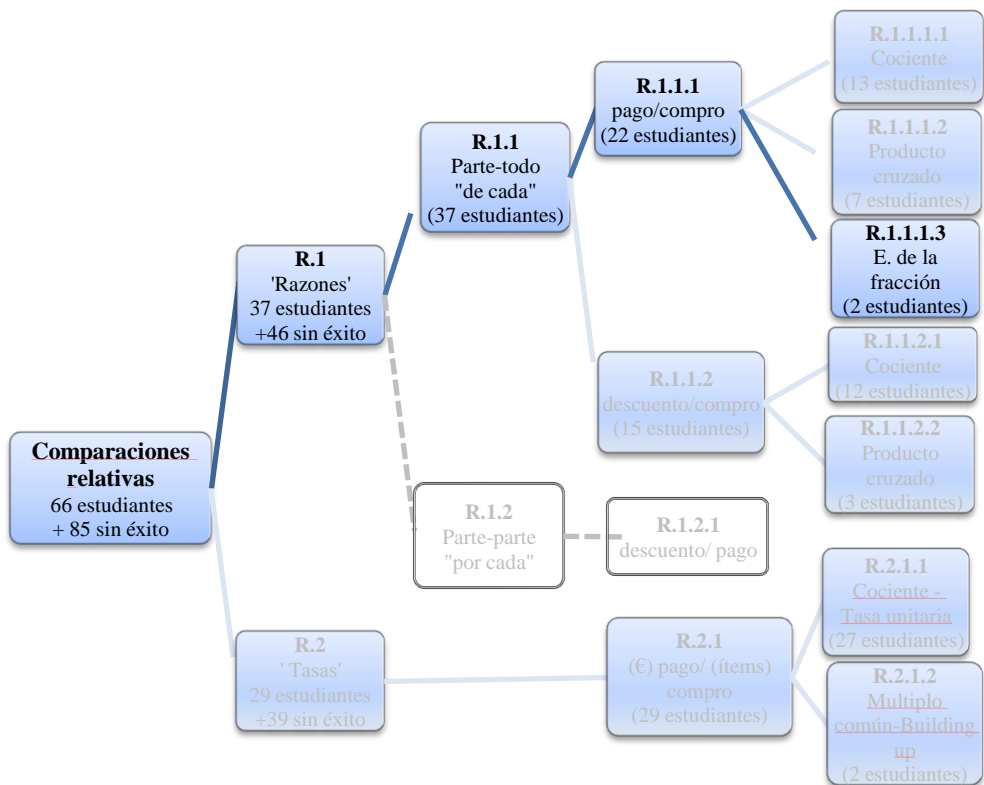 Comparaciones
relativas
66 estudiantes
+ 85 sin éxito
R.1
'Razones'
37 estudiantes
+46 sin éxito
R.1.1
Parte-todo
"de cada"
(37 estudiantes)
R.1.1.1
pago/compro
(22 estudiantes)
R.1.1.1.1
Cociente
(13 estudiantes)
R.1.1.1.2
Producto
cruzado
(7 estudiantes)
R.1.1.1.3
E. de la
fracción
(2 estudiantes)
R.1.1.2
descuento/compro
(15 estudiantes)
R.1.1.2.1
Cociente
(12 estudiantes)
R.1.1.2.2
Producto
cruzado
(3 estudiantes)
R.1.2
Parte-parte
"por cada"
R.1.2.1
descuento/ pago
R.2
' Tasas'
29 estudiantes
+39 sin éxito
R.2.1
(€) pago/ (ítems)
compro
(29 estudiantes)
R.2.1.1
Cociente -
Tasa unitaria
(27 estudiantes)
R.2.1.2
Multiplo
común-Building
up
(2 estudiantes)